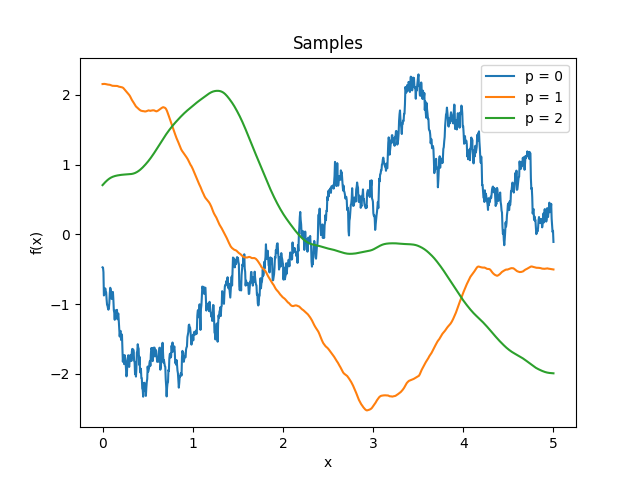 Samples
p = 0
p = 1
p = 2
f(x)
2
1
0
−1
−2
0 1 2 3 4 5
x